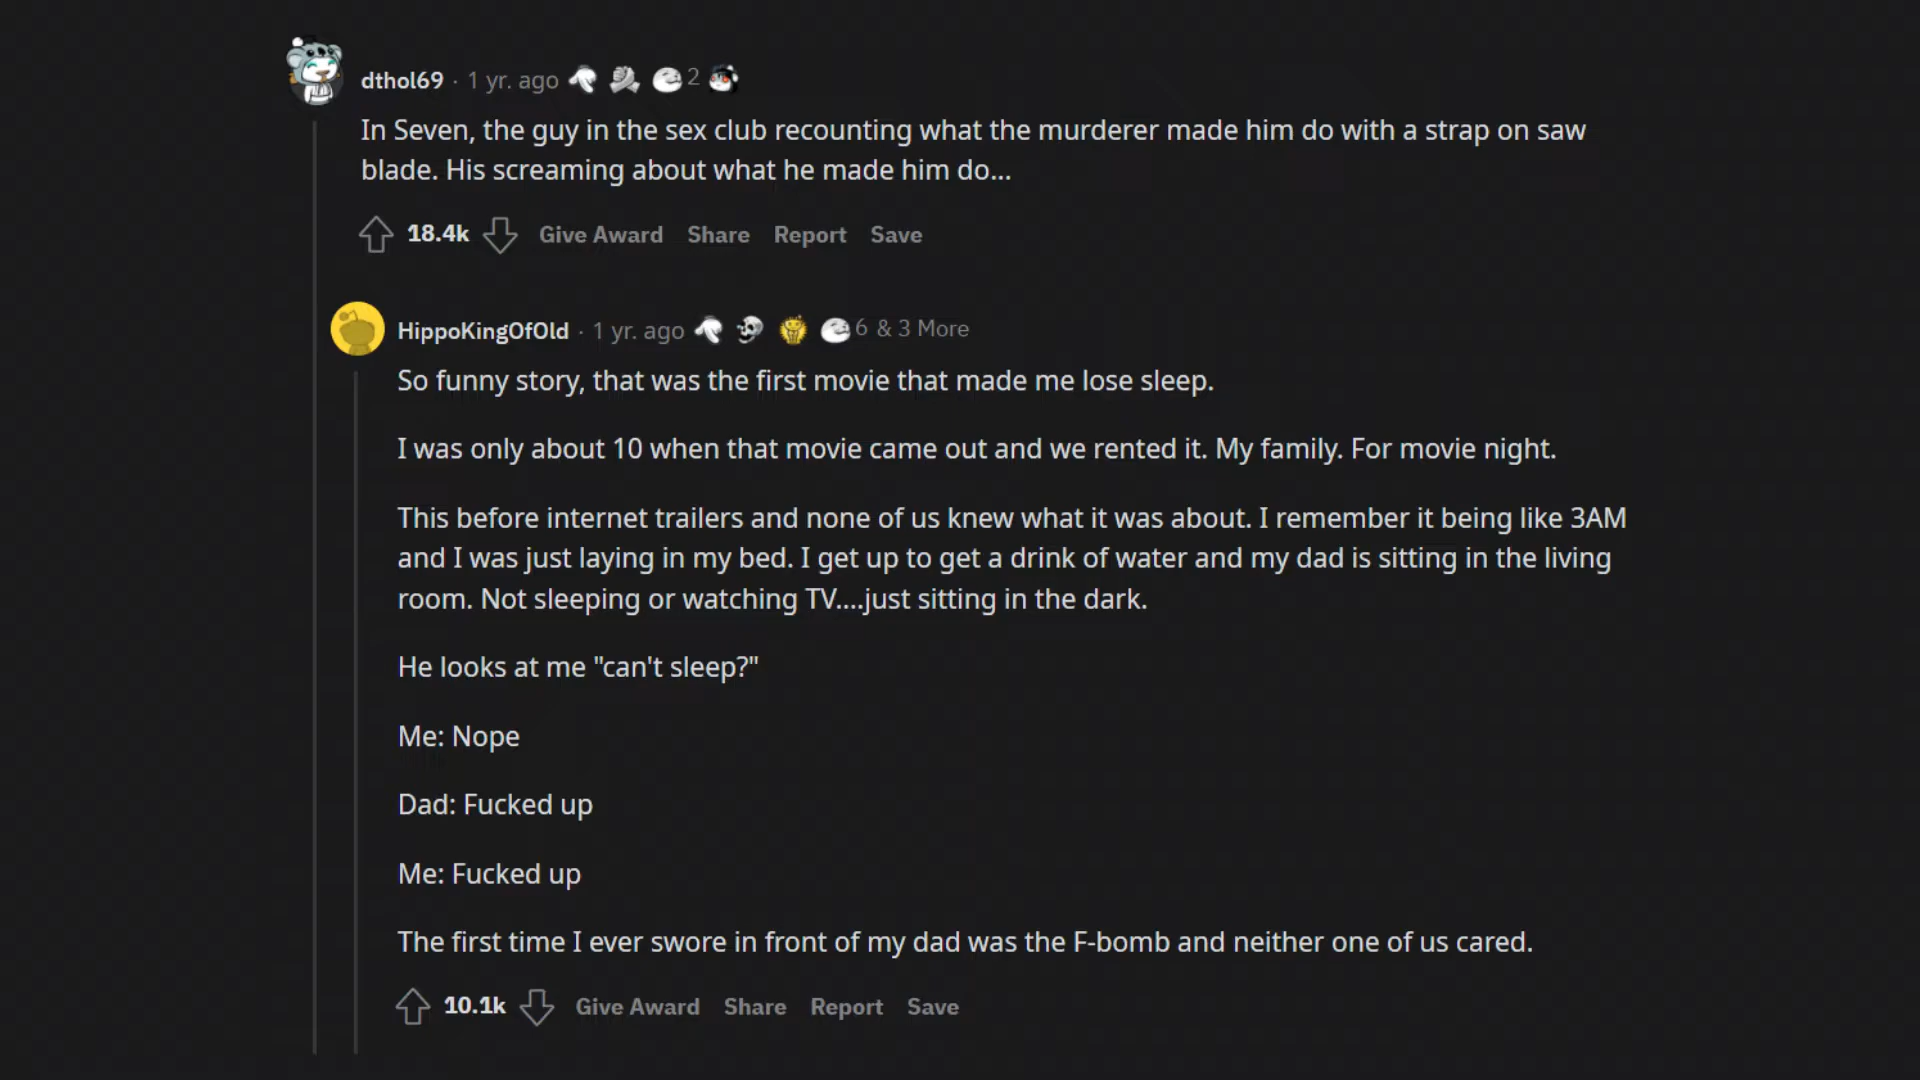 dthol69 · 1 yr. ago 2
In Seven, the guy in the sex club recounting what the murderer made him do with a strap on saw
blade. His screaming about what he made him do...
18.4k Give Award Share Report Save
HippoKingOfOld · 1 yr. ago 6 & 3 More
So funny story, that was the first movie that made me lose sleep.
I was only about 10 when that movie came out and we rented it. My family. For movie night.
This before internet trailers and none of us knew what it was about. I remember it being like 3AM
and I was just laying in my bed. I get up to get a drink of water and my dad is sitting in the living
room. Not sleeping or watching TV....just sitting in the dark.
He looks at me "can't sleep?"
Me: Nope
Dad: Fucked up
Me: Fucked up
The first time I ever swore in front of my dad was the F-bomb and neither one of us cared.
10.1k Give Award Share Report Save